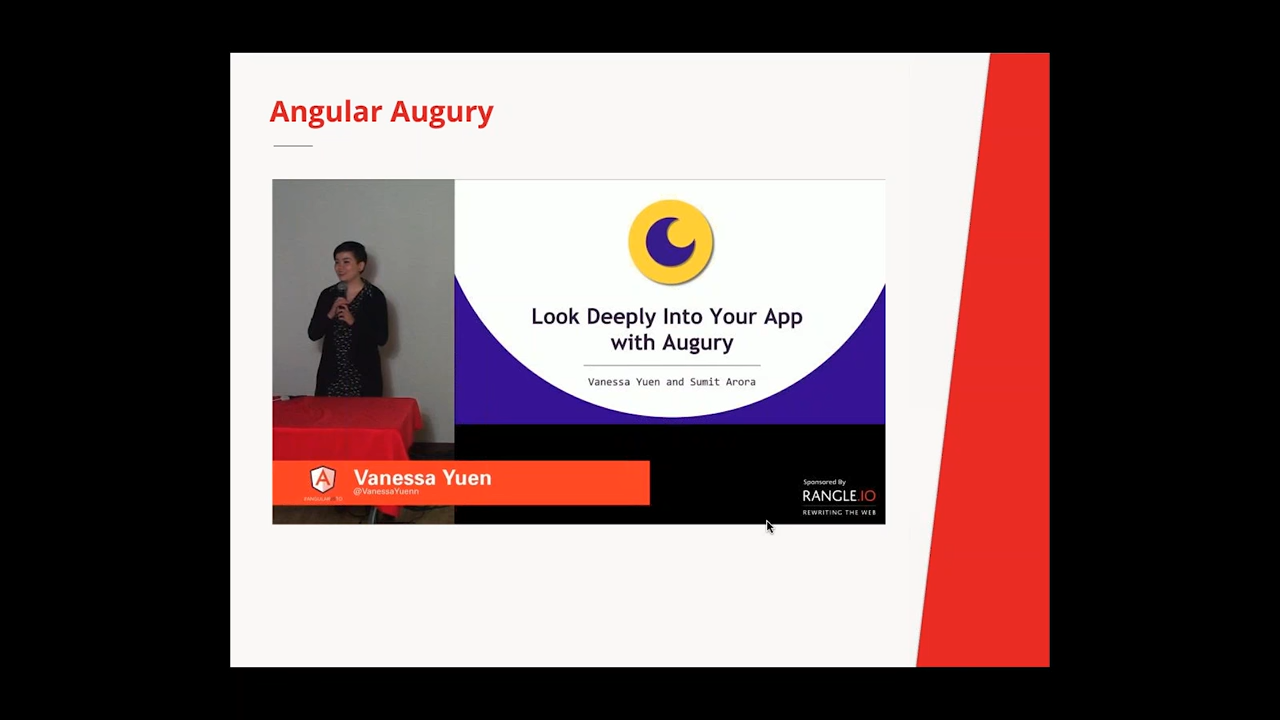 Angular Augury
Look Deeply Into Your App
with Augury
Vanessa Yuen and Sumit Arora
A
Vanessa Yuen
@VanessaYuenn
Sponsored By
RANGLE.IO
REWRITING THE WEB